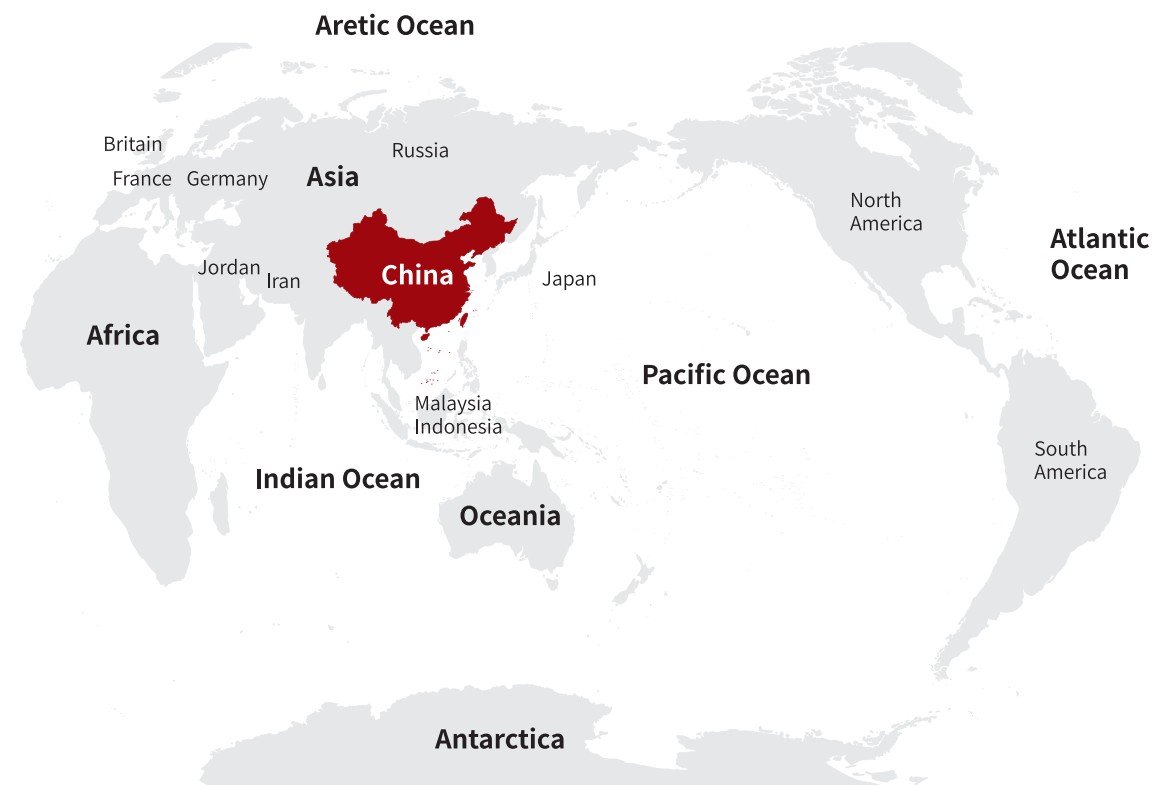 Aretic Ocean
Britain
Russia
France
Germany
Asia
North
America
Atlantic
Ocean
Jordan
Iran
China
Japan
Africa
Pacific Ocean
Malaysia
Indonesia
South
America
Indian Ocean
Oceania
Antarctica